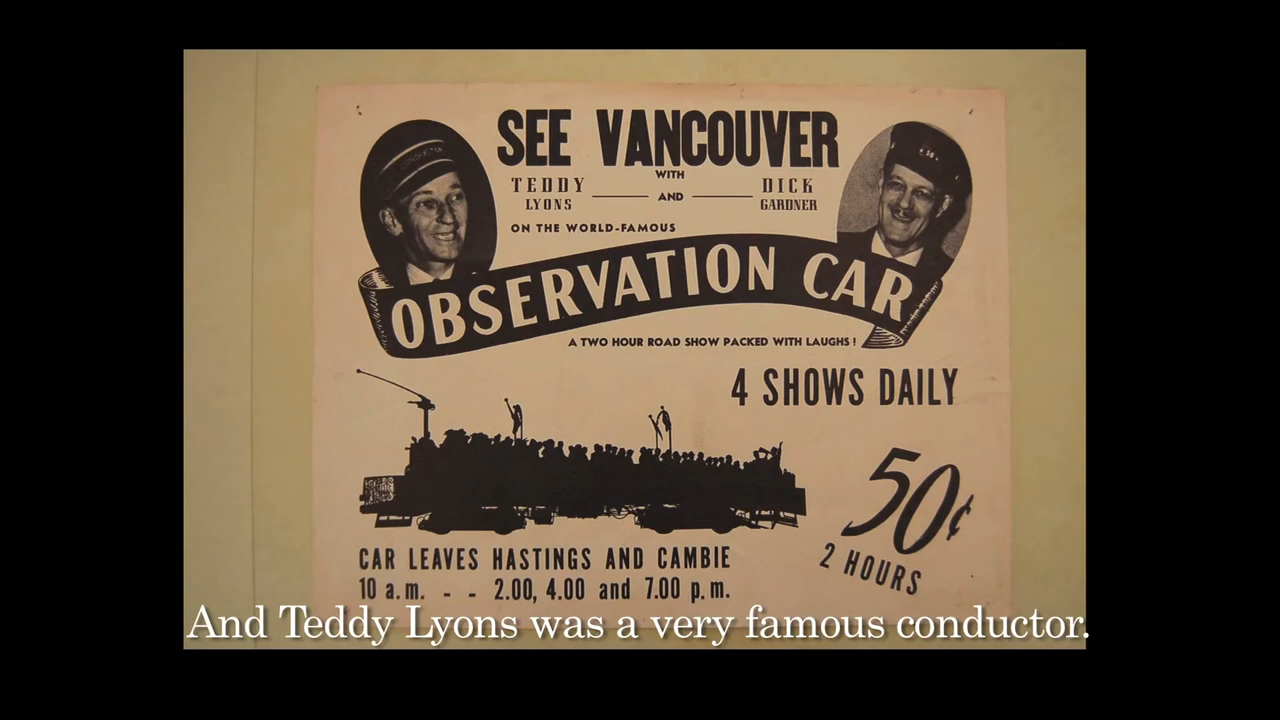 SEE VANCOUVER
WITH
TEDDY LYONS AND DICK GARDNER
ON THE WORLD-FAMOUS
OBSERVATION CAR
A TWO HOUR ROAD SHOW PACKED WITH LAUGHS!
4 SHOWS DAILY
50¢
2 HOURS
CAR LEAVES HASTINGS AND CAMBIE
10 a.m. - - 2.00, 4.00 and 7.00 p.m.
And Teddy Lyons was a very famous conductor.